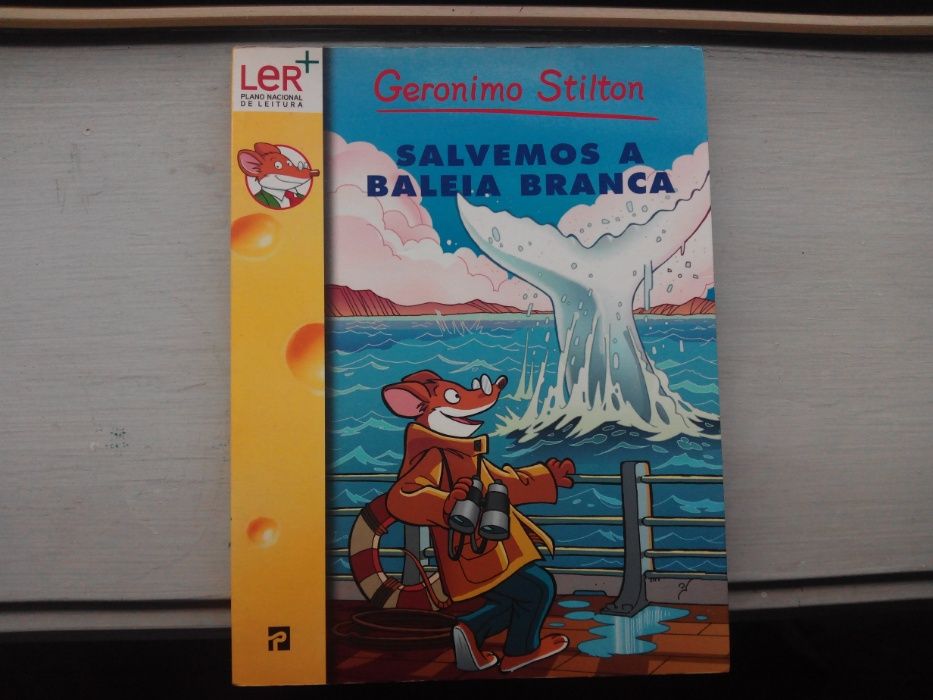 LER+
PLANO NACIONAL
DE LEITURA
Geronimo Stilton
SALVEMOS A
BALEIA BRANCA